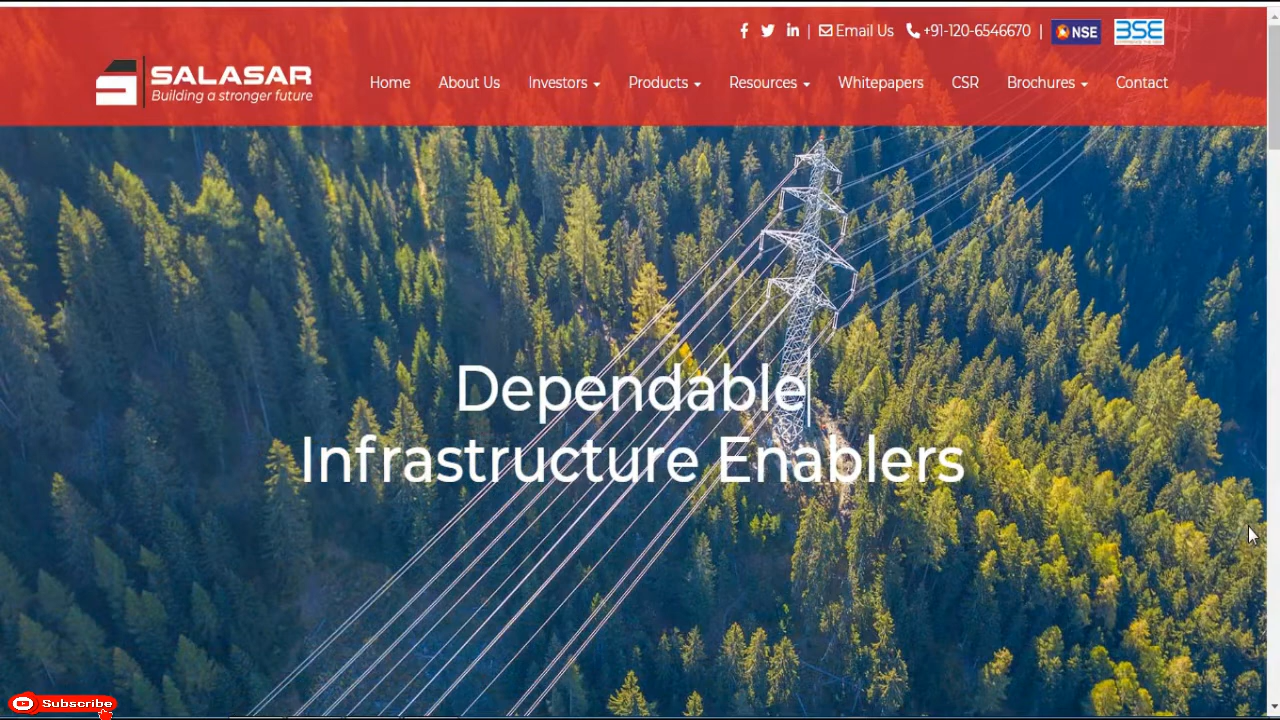 | Email Us +91-120-6546670 | NSE BSE
SALASAR
Building a stronger future
Home About Us Investors Products Resources Whitepapers CSR Brochures Contact
Dependable
Infrastructure Enablers
Subscribe